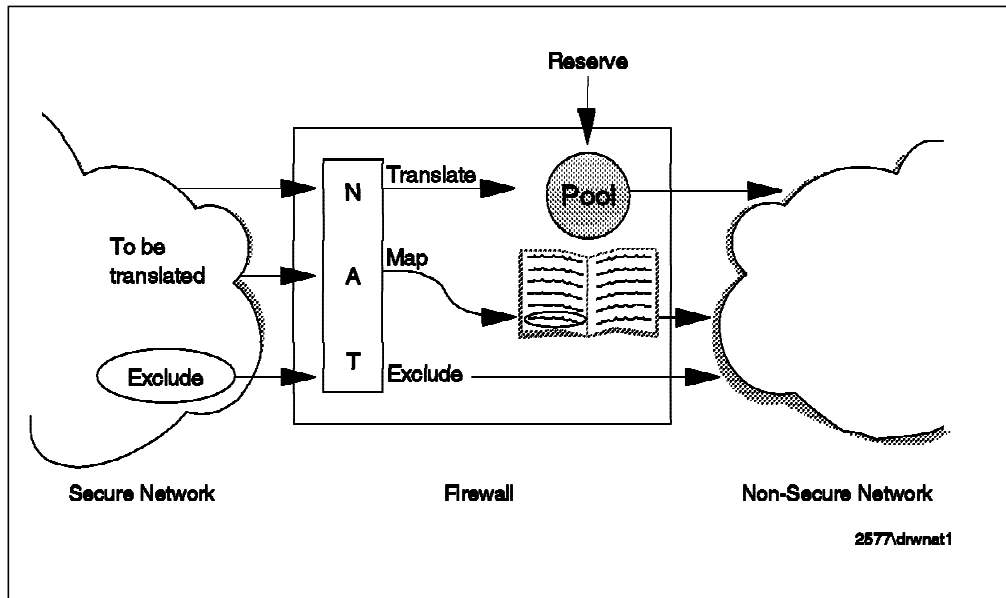 Reserve
N
A
T
Translate
Pool
To be
translated
Map
Exclude
Exclude
Secure Network
Firewall
Non-Secure Network
2577\drwnat1